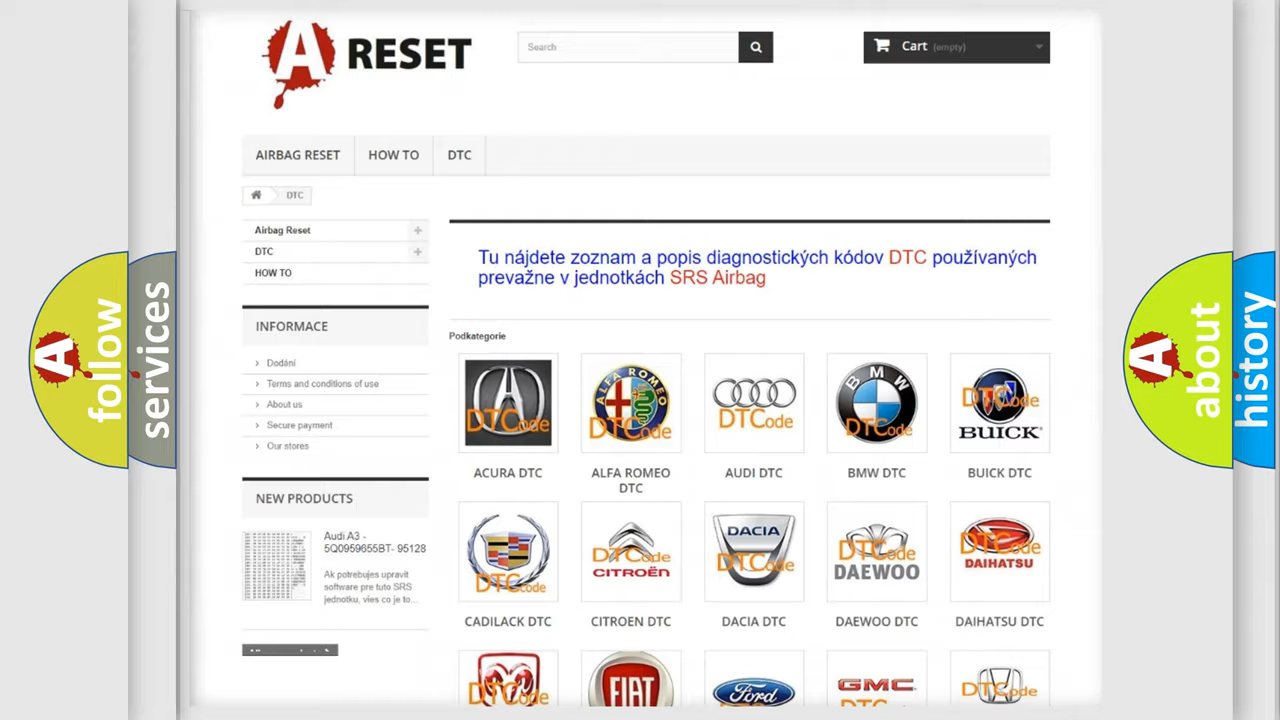 A RESET
Search
Cart (empty)
AIRBAG RESET
HOW TO
DTC
DTC
Airbag Reset
DTC
HOW TO
Tu nájdete zoznam a popis diagnostických kódov DTC používaných
prevažne v jednotkách SRS Airbag
INFORMACE
Dodání
Terms and conditions of use
About us
Secure payment
Our stores
NEW PRODUCTS
Audi A3 -
5Q0959655BT- 95128
Ak potrebujes upravit
software pre tuto SRS
jednotku, vies co je to...
Podkategorie
DTCode
ALFA ROMEO
DTCode
DTCode
BMW
DTCode
DTCode
BUICK
ACURA DTC
ALFA ROMEO
DTC
AUDI DTC
BMW DTC
BUICK DTC
DTCode
DTCode
CITROËN
DACIA
DTCode
DTCode
DAEWOO
DTCode
DAIHATSU
CADILACK DTC
CITROEN DTC
DACIA DTC
DAEWOO DTC
DAIHATSU DTC
DTCode
FIAT
Ford
GMC
DTCode
A follow
services
A about
history